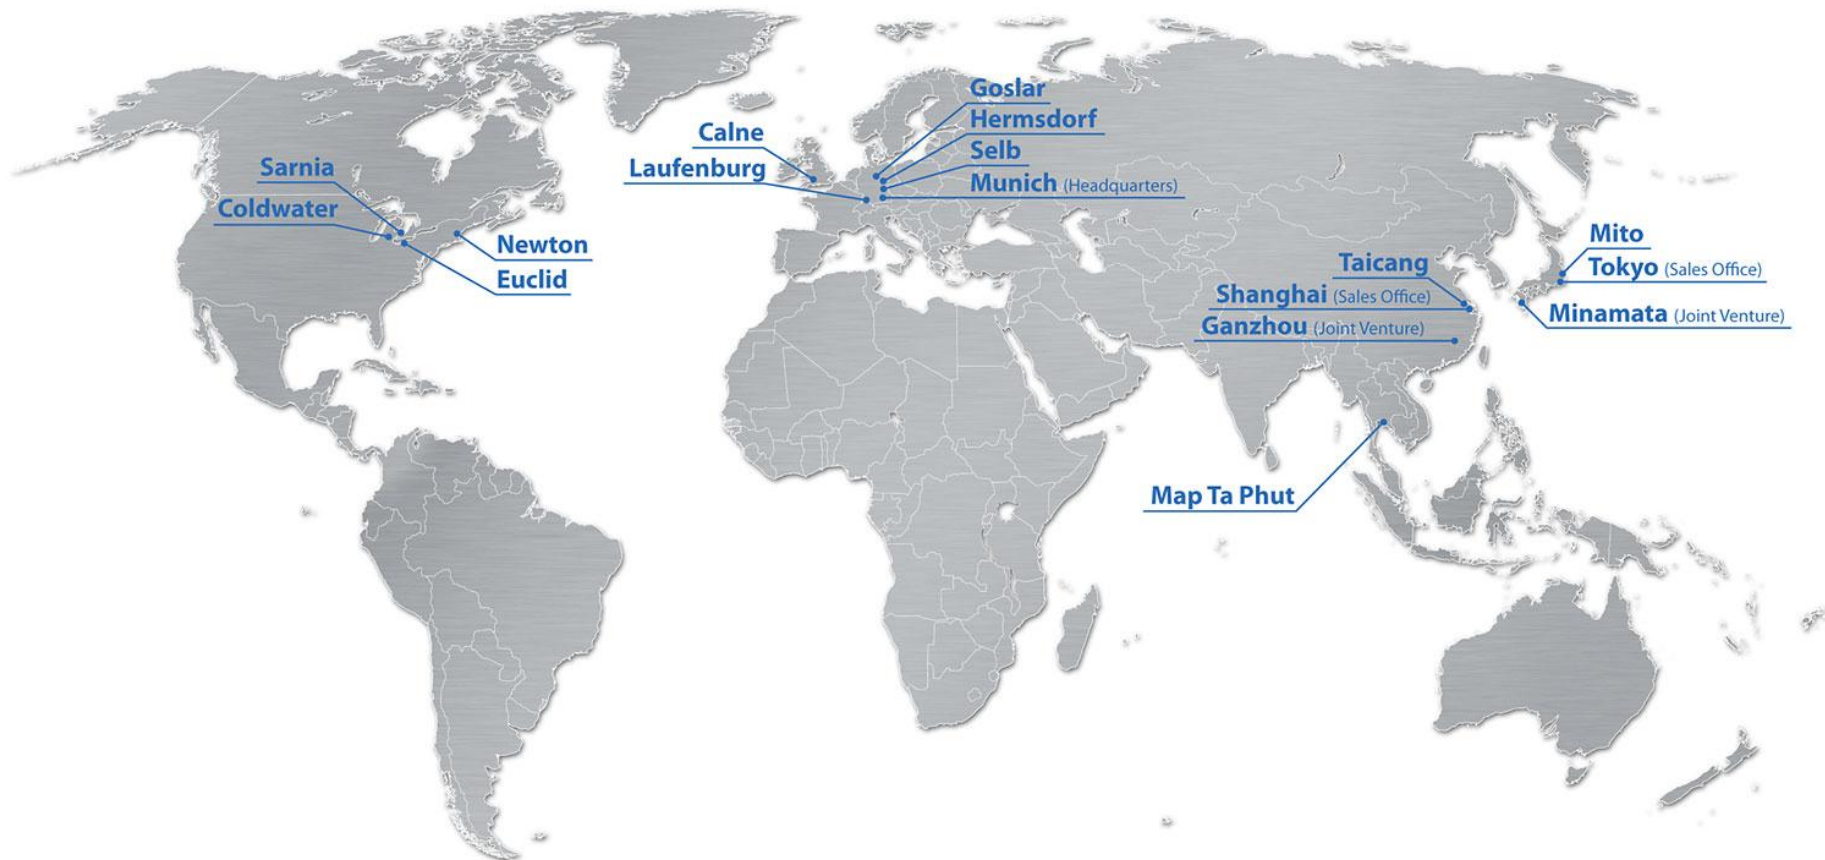 Goslar
Hermsdorf
Selb
Munich (Headquarters)
Calne
Laufenburg
Sarnia
Coldwater
Newton
Euclid
Mito
Tokyo (Sales Office)
Minamata (Joint Venture)
Taicang
Shanghai (Sales Office)
Ganzhou (Joint Venture)
Map Ta Phut